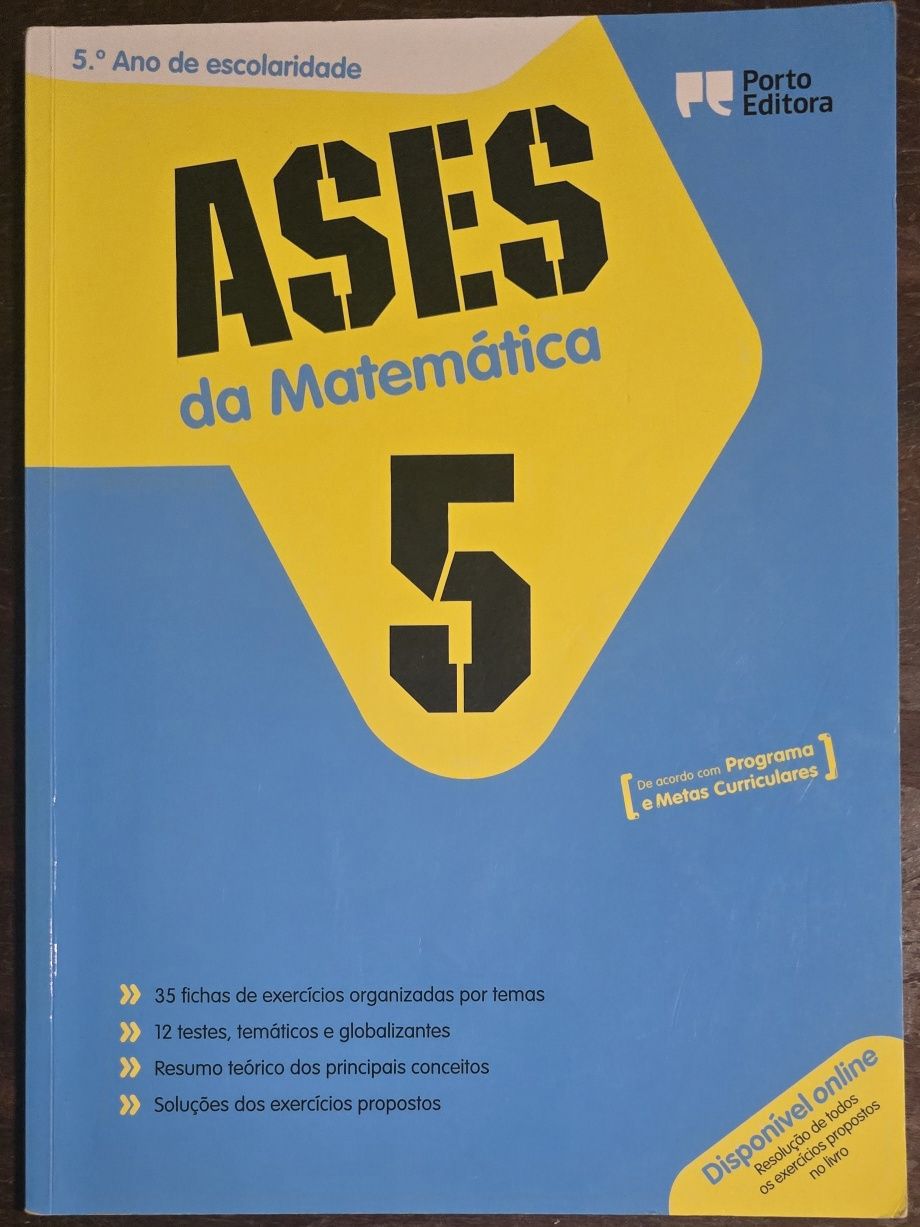 5.º Ano de escolaridade
Porto
Editora
ASES
da Matemática
5
De acordo com Programa
e Metas Curriculares
35 fichas de exercícios organizadas por temas
12 testes, temáticos e globalizantes
Resumo teórico dos principais conceitos
Soluções dos exercícios propostos
Disponível online
Resolução de todos
os exercícios propostos
no livro